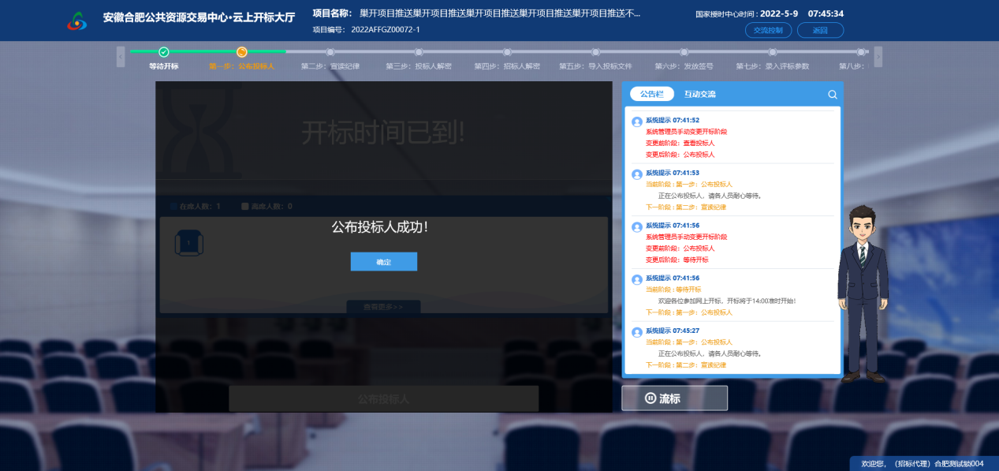 安徽合肥公共资源交易中心·云上开标大厅
项目名称: 巢开项目推送巢开项目推送巢开项目推送巢开项目推送巢开项目推送不...
项目编号: 2022AFFGZ00072-1
国家授时中心时间 : 2022-5-9 07:45:34
交流控制 返回
等待开标
第一步: 公布投标人
第二步: 宣读纪律
第三步: 投标人解密
第四步: 招标人解密
第五步: 导入投标文件
第六步: 发放签号
第七步: 录入评标参数
第八步:
开标时间已到!
在席人数: 1 离席人数: 0
1
公布投标人成功!
确定
查看更多>>
公布投标人
公告栏 互动交流
系统提示 07:41:52
系统管理员手动变更开标阶段
变更前阶段: 查看投标人
变更后阶段: 公布投标人
系统提示 07:41:53
当前阶段 : 第一步: 公布投标人
正在公布投标人, 请各人员耐心等待。
下一阶段 : 第二步: 宣读纪律
系统提示 07:41:56
系统管理员手动变更开标阶段
变更前阶段: 公布投标人
变更后阶段: 等待开标
系统提示 07:41:56
当前阶段 : 等待开标
欢迎各位参加网上开标, 开标将于14:00准时开始!
下一阶段 : 第一步: 公布投标人
系统提示 07:45:27
当前阶段 : 第一步: 公布投标人
正在公布投标人, 请各人员耐心等待。
下一阶段 : 第二步: 宣读纪律
流标
欢迎您, (招标代理) 合肥测试锁004